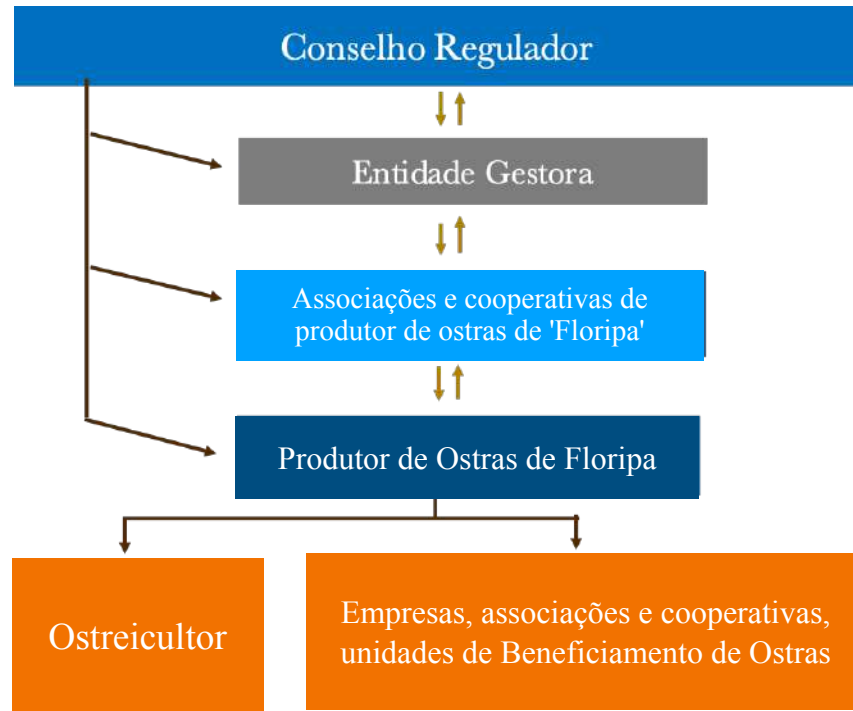 Conselho Regulador
Entidade Gestora
Associações e cooperativas de
produtor de ostras de 'Floripa'
Produtor de Ostras de Floripa
Ostreicultor
Empresas, associações e cooperativas,
unidades de Beneficiamento de Ostras